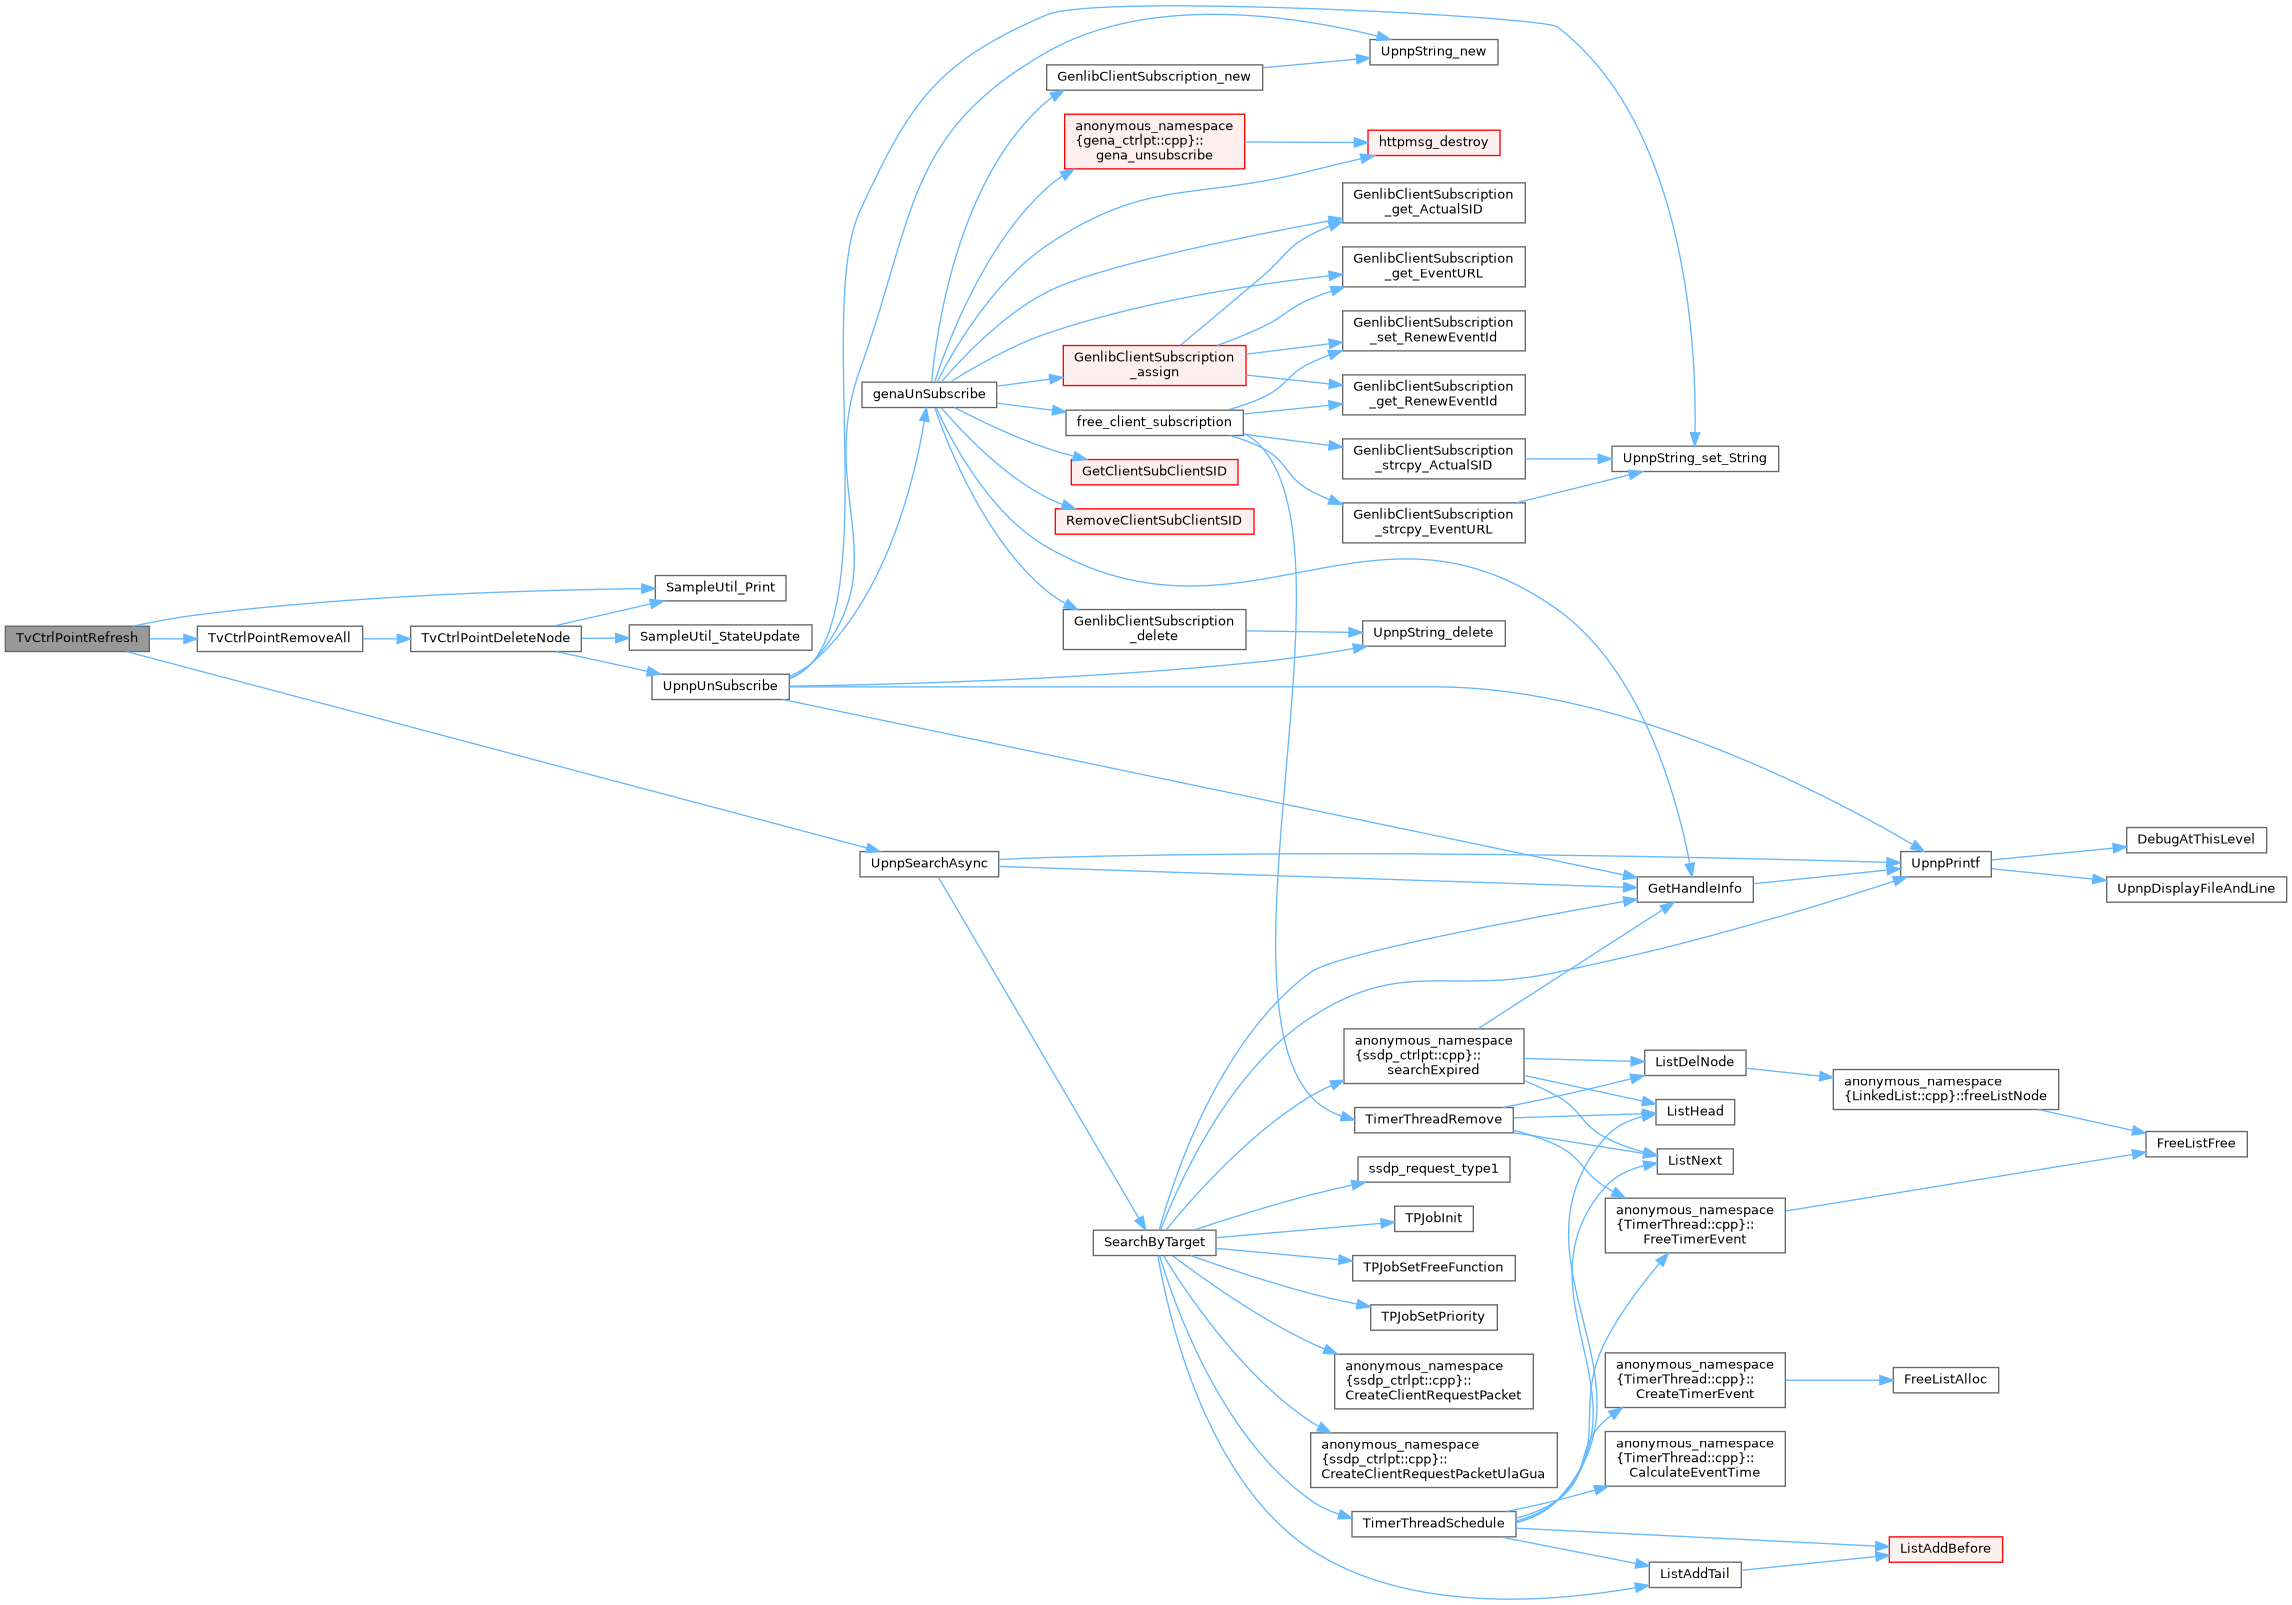 UpnpString_new
GenlibClientSubscription_new
anonymous_namespace
{gena_ctrlpt::cpp}::
gena_unsubscribe
httpmsg_destroy
GenlibClientSubscription
_get_ActualSID
GenlibClientSubscription
_get_EventURL
GenlibClientSubscription
_set_RenewEventId
GenlibClientSubscription
_assign
GenlibClientSubscription
_get_RenewEventId
genaUnSubscribe
free_client_subscription
GenlibClientSubscription
_strcpy_ActualSID
UpnpString_set_String
GetClientSubClientSID
RemoveClientSubClientSID
GenlibClientSubscription
_strcpy_EventURL
SampleUtil_Print
TvCtrlPointRefresh
TvCtrlPointRemoveAll
TvCtrlPointDeleteNode
SampleUtil_StateUpdate
GenlibClientSubscription
_delete
UpnpString_delete
UpnpUnSubscribe
DebugAtThisLevel
UpnpSearchAsync
UpnpPrintf
GetHandleInfo
UpnpDisplayFileAndLine
anonymous_namespace
{ssdp_ctrlpt::cpp}::
searchExpired
ListDelNode
anonymous_namespace
{LinkedList::cpp}::freeListNode
ListHead
TimerThreadRemove
FreeListFree
ListNext
ssdp_request_type1
TPJobInit
anonymous_namespace
{TimerThread::cpp}::
FreeTimerEvent
SearchByTarget
TPJobSetFreeFunction
TPJobSetPriority
anonymous_namespace
{ssdp_ctrlpt::cpp}::
CreateClientRequestPacket
anonymous_namespace
{TimerThread::cpp}::
CreateTimerEvent
FreeListAlloc
anonymous_namespace
{ssdp_ctrlpt::cpp}::
CreateClientRequestPacketUlaGua
anonymous_namespace
{TimerThread::cpp}::
CalculateEventTime
TimerThreadSchedule
ListAddBefore
ListAddTail